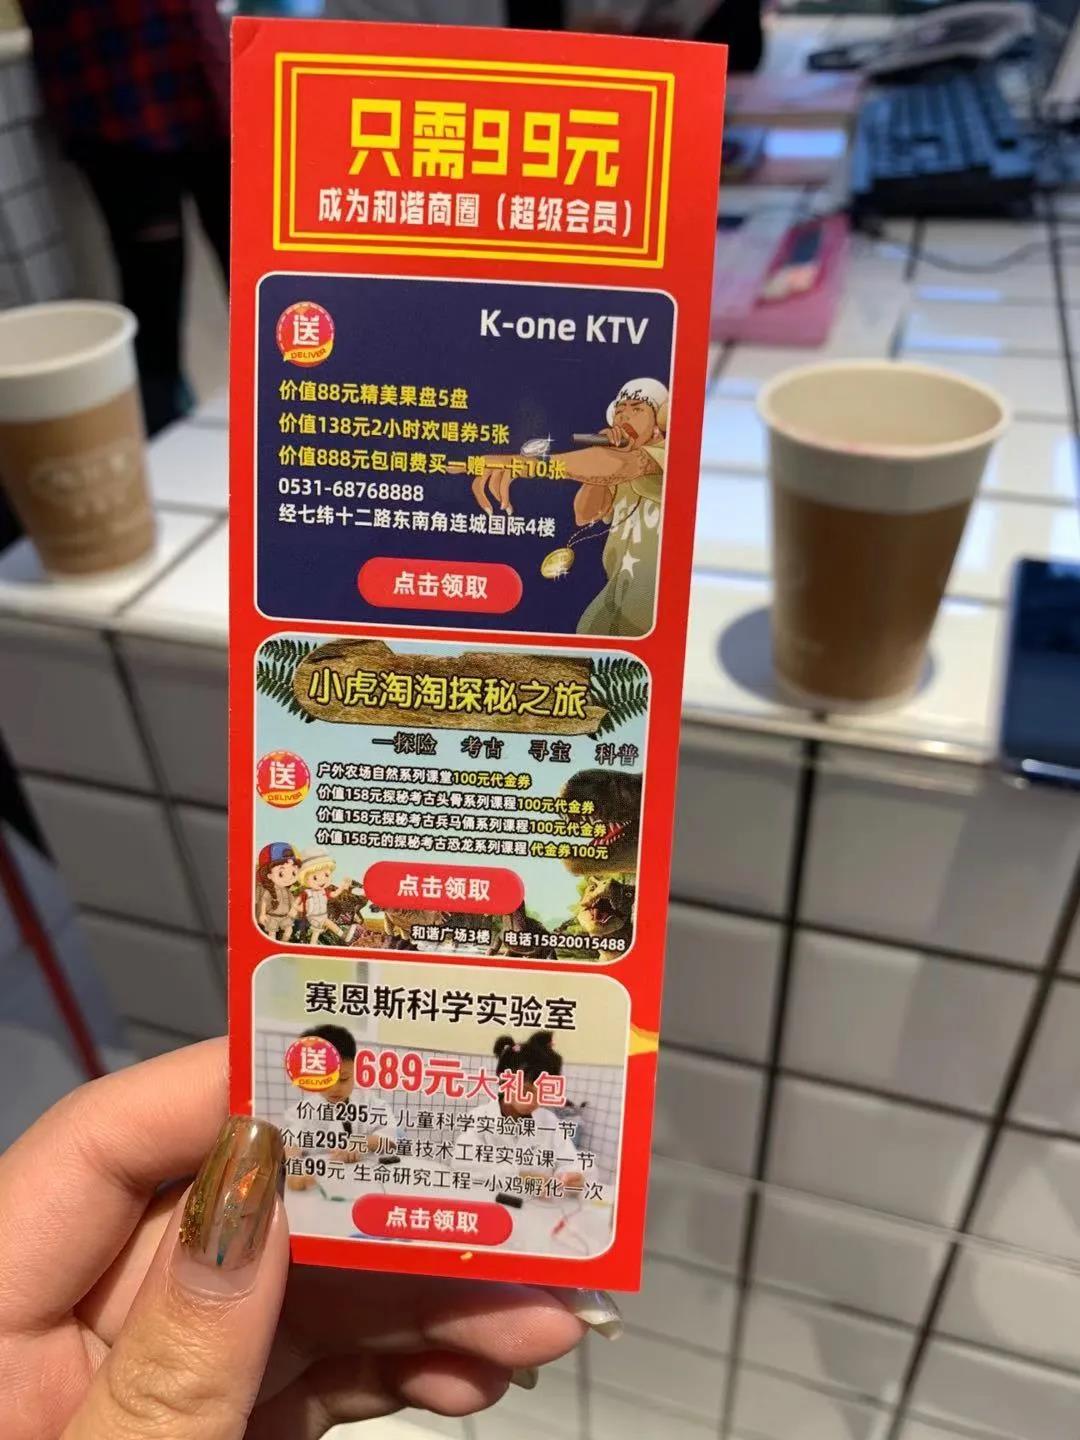 只需99元
成为和谐商圈（超级会员）
送
DELIVER
K-one KTV
价值88元精美果盘5盘
价值138元2小时欢唱券5张
价值888元包间费买一赠一卡10张
0531-68768888
经七纬十二路东南角连城国际4楼
点击领取
小虎淘淘探秘之旅
一探险 考古 寻宝 科普
送
DELIVER
户外农场自然系列课堂100元代金券
价值158元探秘考古头骨系列课程100元代金券
价值158元探秘考古兵马俑系列课程100元代金券
价值158元的探秘考古恐龙系列课程 代金券100元
点击领取
和谐广场3楼 电话15820015488
赛恩斯科学实验室
送
DELIVER
689元大礼包
价值295元 儿童科学实验课一节
价值295元 儿童技术工程实验课一节
值99元 生命研究工程-小鸡孵化一次
点击领取